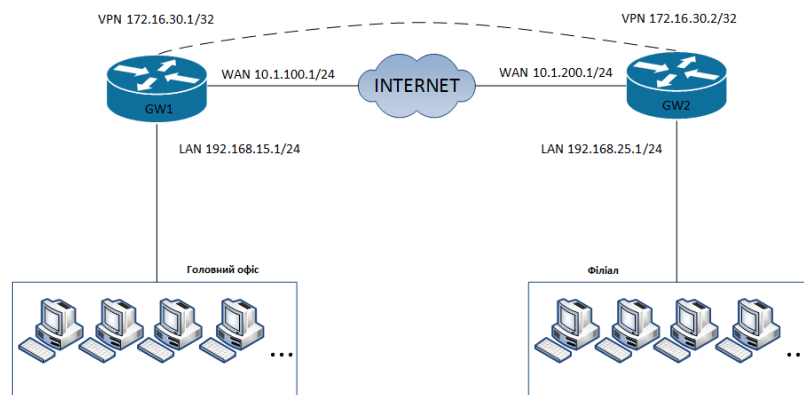 VPN 172.16.30.1/32
VPN 172.16.30.2/32
WAN 10.1.100.1/24
INTERNET
WAN 10.1.200.1/24
GW1
GW2
LAN 192.168.15.1/24
LAN 192.168.25.1/24
Головний офіс
Філіал
...
...